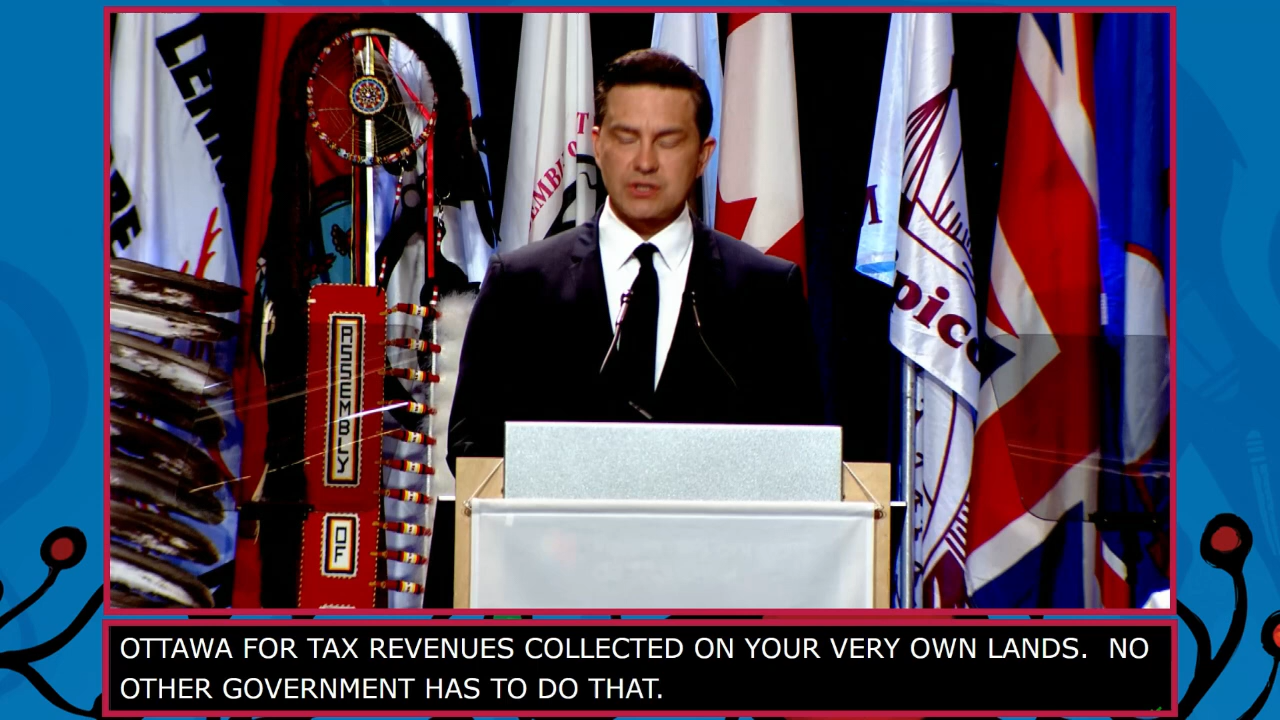 ASSEMBLY
OF
OTTAWA FOR TAX REVENUES COLLECTED ON YOUR VERY OWN LANDS. NO
OTHER GOVERNMENT HAS TO DO THAT.